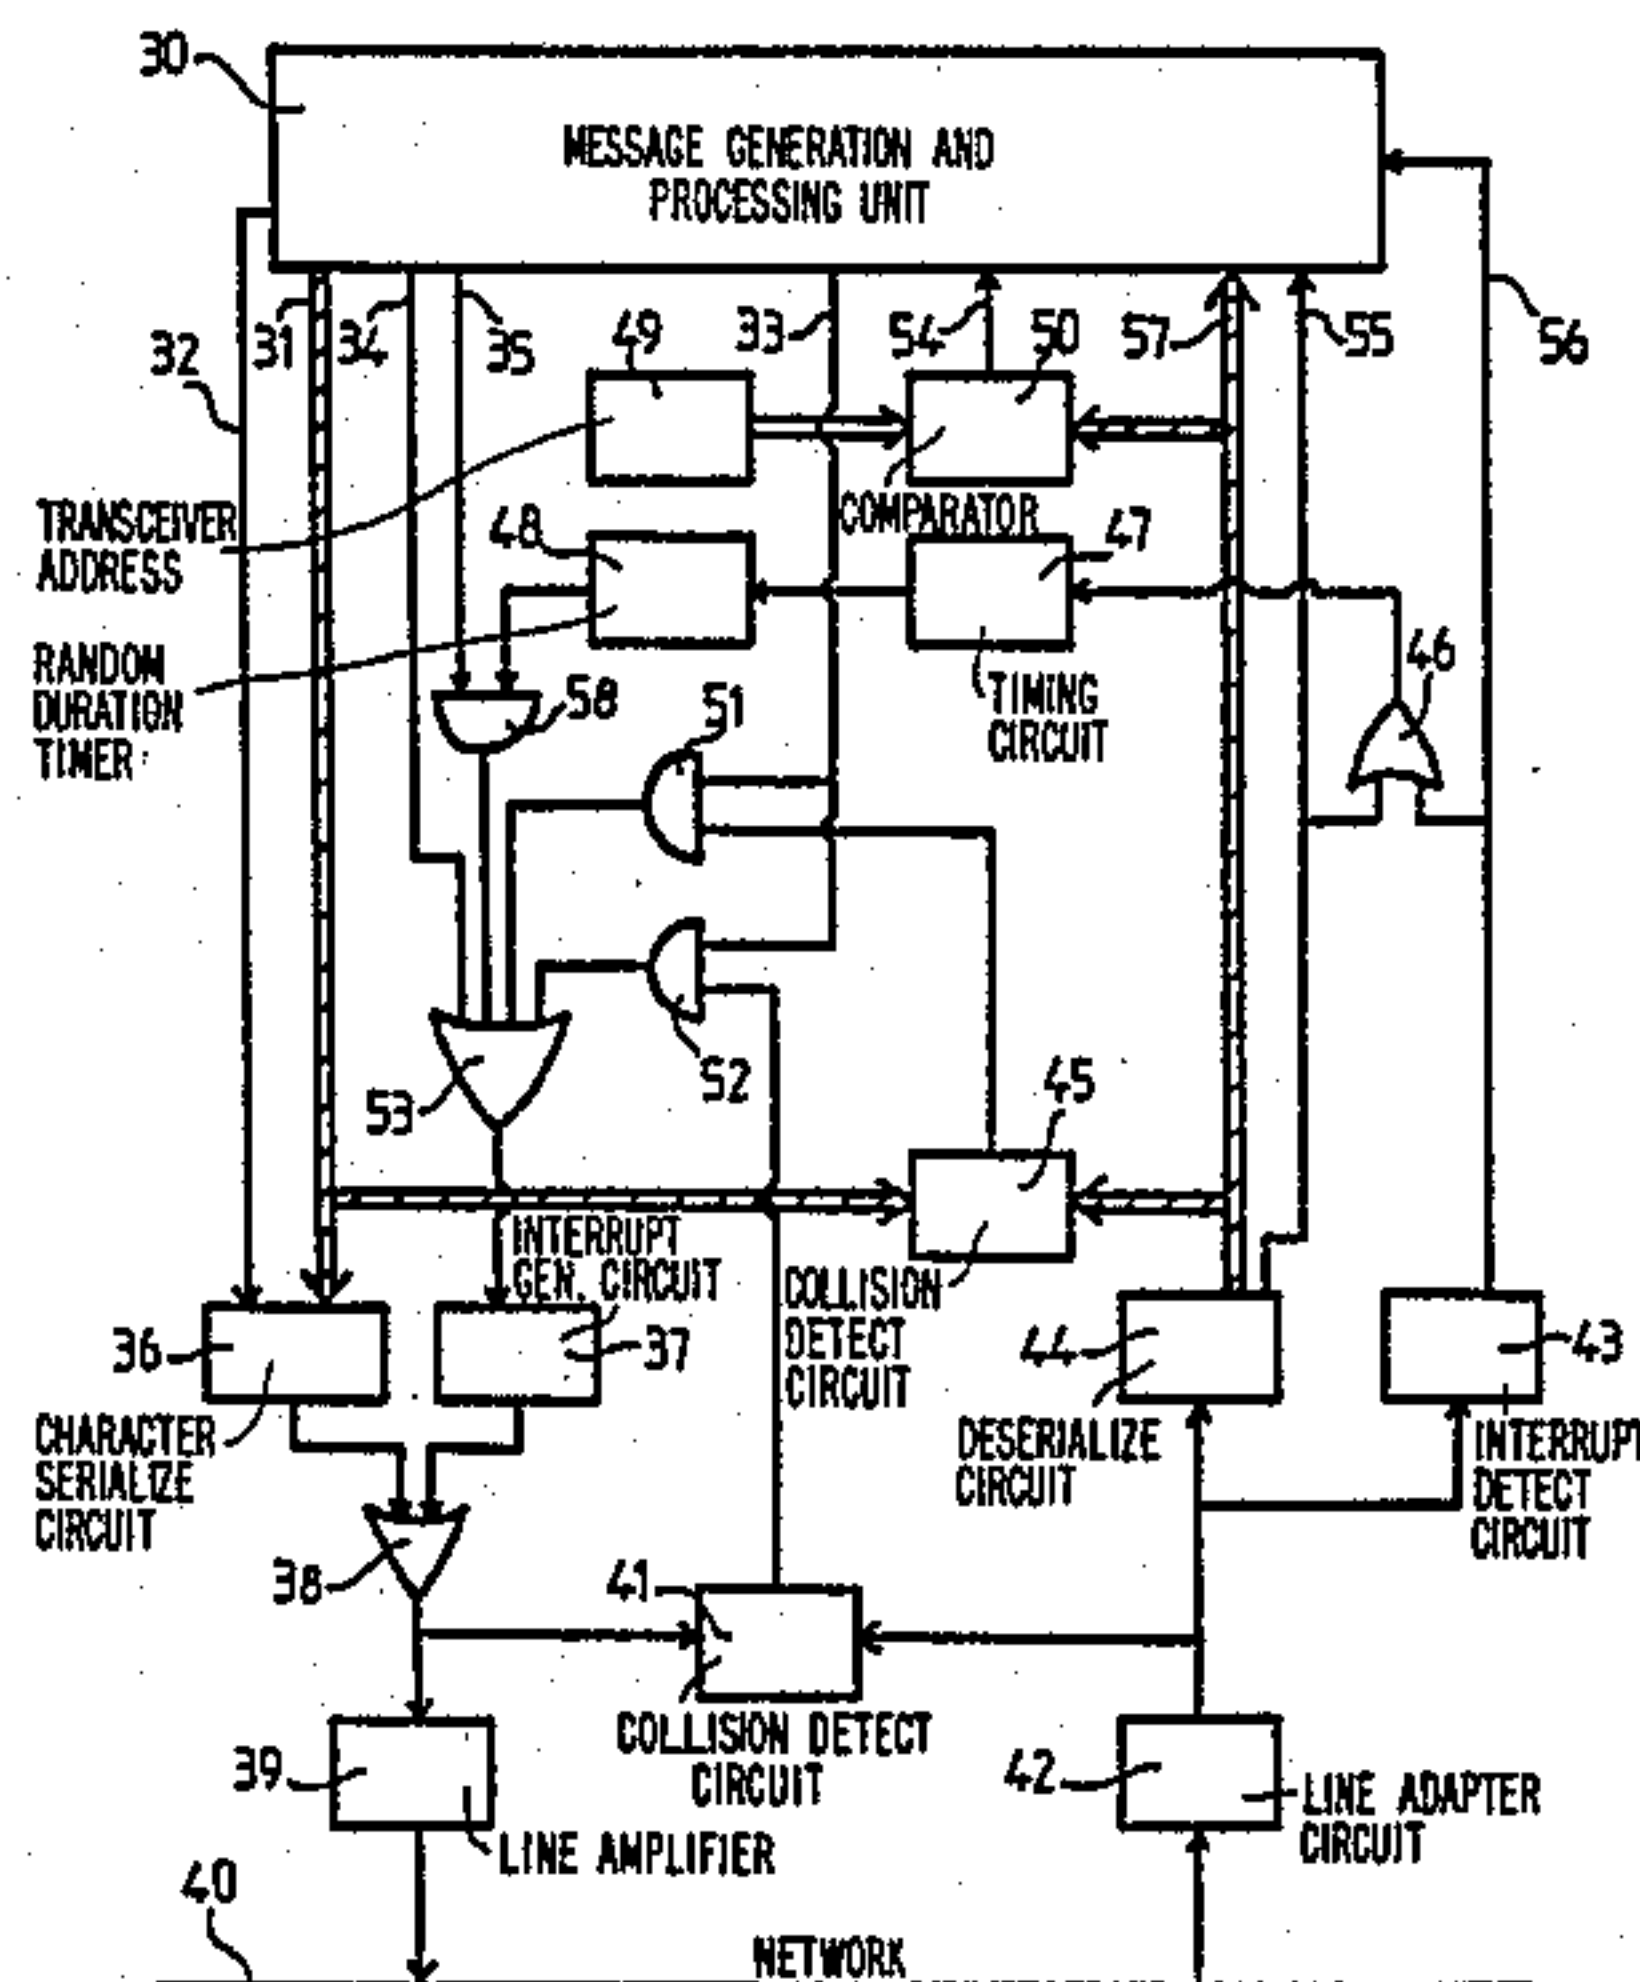 30
MESSAGE GENERATION AND
PROCESSING UNIT
32
31
34
35
49
33
54
50
57
55
56
TRANSCEIVER
ADDRESS
48
COMPARATOR
47
RANDOM
DURATION
TIMER
58
51
TIMING
CIRCUIT
46
53
52
45
INTERRUPT
GEN. CIRCUIT
COLLISION
DETECT
CIRCUIT
36
37
44
43
CHARACTER
SERIALIZE
CIRCUIT
DESERIALIZE
CIRCUIT
INTERRUPT
DETECT
CIRCUIT
38
41
COLLISION DETECT
CIRCUIT
39
42
LINE AMPLIFIER
LINE ADAPTER
CIRCUIT
40
NETWORK